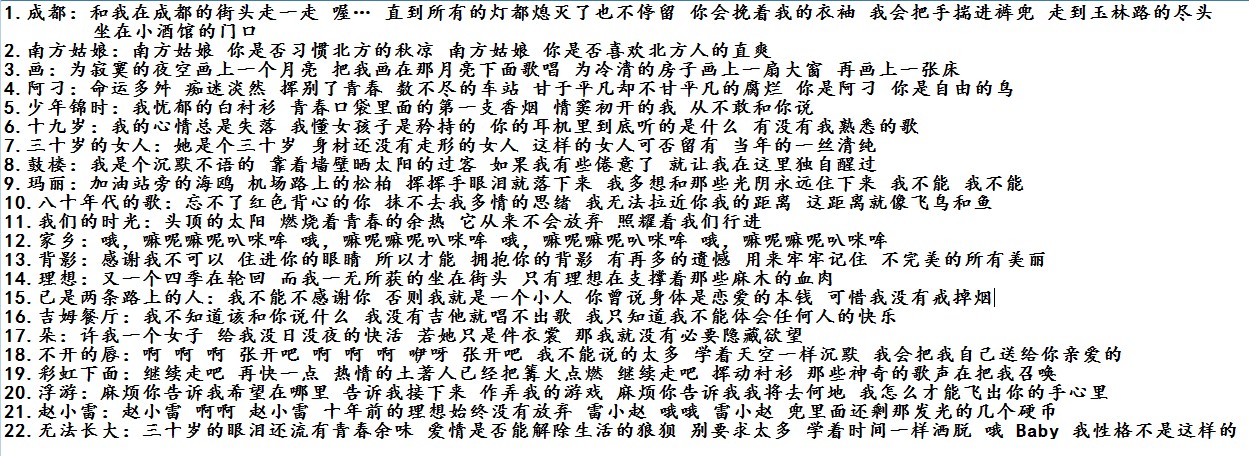 1.成都：和我在成都的街头走一走 喔… 直到所有的灯都熄灭了也不停留 你会挽着我的衣袖 我会把手揣进裤兜 走到玉林路的尽头
坐在小酒馆的门口
2.南方姑娘：南方姑娘 你是否习惯北方的秋凉 南方姑娘 你是否喜欢北方人的直爽
3.画：为寂寞的夜空画上一个月亮 把我画在那月亮下面歌唱 为冷清的房子画上一扇大窗 再画上一张床
4.阿刁：命运多舛 痴迷淡然 挥别了青春 数不尽的车站 甘于平凡却不甘平凡的腐烂 你是阿刁 你是自由的鸟
5.少年锦时：我忧郁的白衬衫 青春口袋里面的第一支香烟 情窦初开的我 从不敢和你说
6.十九岁：我的心情总是失落 我懂女孩子是矜持的 你的耳机里到底听的是什么 有没有我熟悉的歌
7.三十岁的女人：她是个三十岁 身材还没有走形的女人 这样的女人可否留有 当年的一丝清纯
8.鼓楼：我是个沉默不语的 靠着墙壁晒太阳的过客 如果我有些倦意了 就让我在这里独自醒过
9.玛丽：加油站旁的海鸥 机场路上的松柏 挥挥手眼泪就落下来 我多想和那些光阴永远住下来 我不能 我不能
10.八十年代的歌：忘不了红色背心的你 抹不去我多情的思绪 我无法拉近你我的距离 这距离就像飞鸟和鱼
11.我们的时光：头顶的太阳 燃烧着青春的余热 它从来不会放弃 照耀着我们行进
12.家乡：哦，嘛呢嘛呢叭咪哞 哦，嘛呢嘛呢叭咪哞 哦，嘛呢嘛呢叭咪哞 哦，嘛呢嘛呢叭咪哞
13.背影：感谢我不可以 住进你的眼睛 所以才能 拥抱你的背影 有再多的遗憾 用来牢牢记住 不完美的所有美丽
14.理想：又一个四季在轮回 而我一无所获的坐在街头 只有理想在支撑着那些麻木的血肉
15.已是两条路上的人：我不能不感谢你 否则我就是一个小人 你曾说身体是恋爱的本钱 可惜我没有戒掉烟
16.吉姆餐厅：我不知道该和你说什么 我没有吉他就唱不出歌 我只知道我不能体会任何人的快乐
17.朵：许我一个女子 给我没日没夜的快活 若她只是件衣裳 那我就没有必要隐藏欲望
18.不开的唇：啊 啊 啊 张开吧 啊 啊 啊 咿呀 张开吧 我不能说的太多 学着天空一样沉默 我会把我自己送给你亲爱的
19.彩虹下面：继续走吧 再快一点 热情的土著人已经把篝火点燃 继续走吧 挥动衬衫 那些神奇的歌声在把我召唤
20.浮游：麻烦你告诉我希望在哪里 告诉我接下来 作弄我的游戏 麻烦你告诉我我将去何地 我怎么才能飞出你的手心里
21.赵小雷：赵小雷 啊啊 赵小雷 十年前的理想始终没有放弃 雷小赵 哦哦 雷小赵 兜里面还剩那发光的几个硬币
22.无法长大：三十岁的眼泪还流有青春余味 爱情是否能解除生活的狼狈 别要求太多 学着时间一样洒脱 哦 Baby 我性格不是这样的